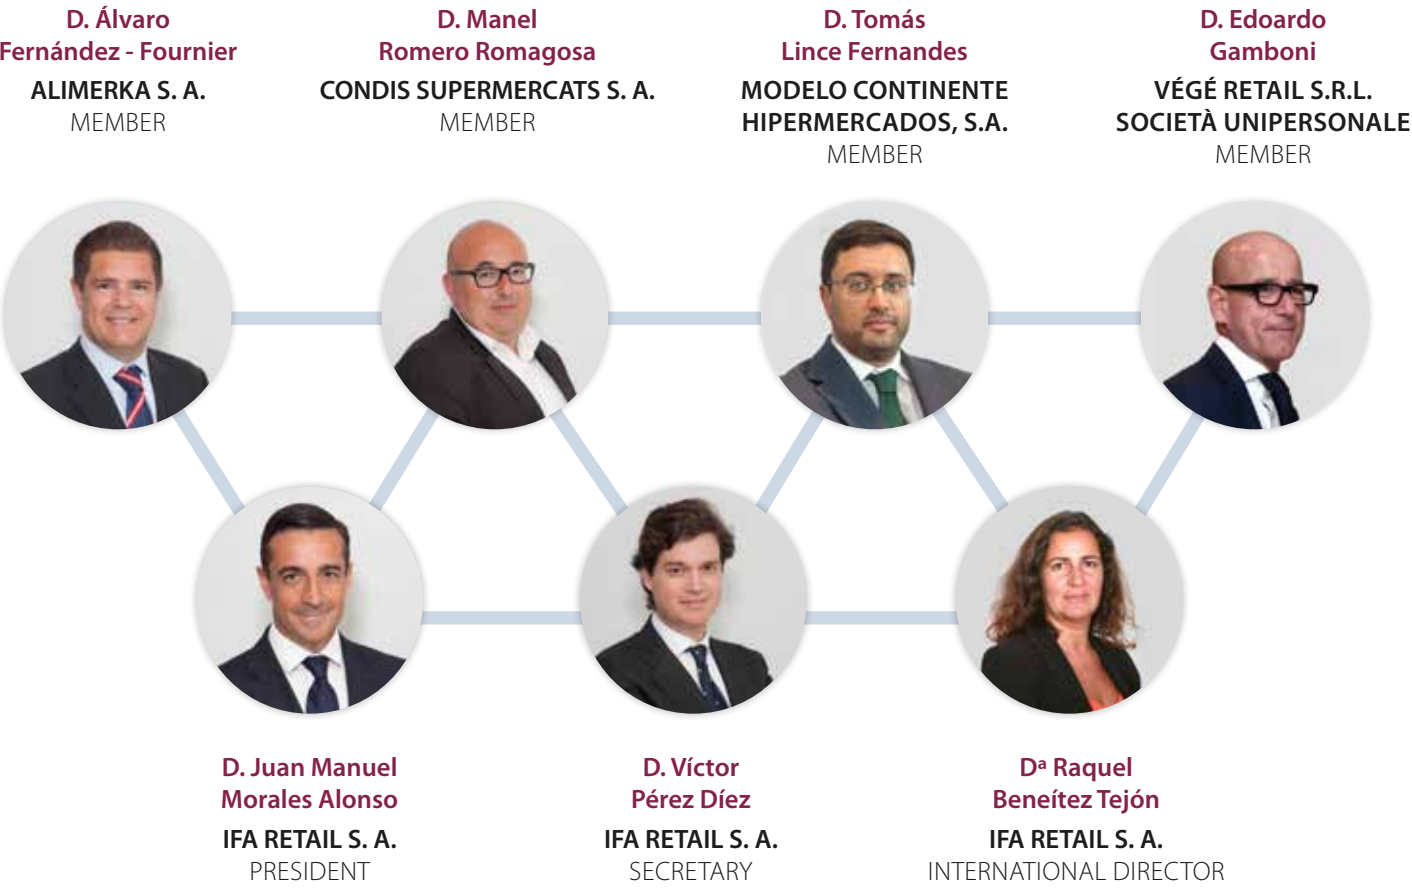 D. Álvaro
Fernández - Fournier
ALIMERKA S. A.
MEMBER
D. Manel
Romero Romagosa
CONDIS SUPERMERCATS S. A.
MEMBER
D. Tomás
Lince Fernandes
MODELO CONTINENTE
HIPERMERCADOS, S.A.
MEMBER
D. Edoardo
Gamboni
VÉGÉ RETAIL S.R.L.
SOCIETÀ UNIPERSONALE
MEMBER
D. Juan Manuel
Morales Alonso
IFA RETAIL S. A.
PRESIDENT
D. Víctor
Pérez Díez
IFA RETAIL S. A.
SECRETARY
Dª Raquel
Beneítez Tejón
IFA RETAIL S. A.
INTERNATIONAL DIRECTOR